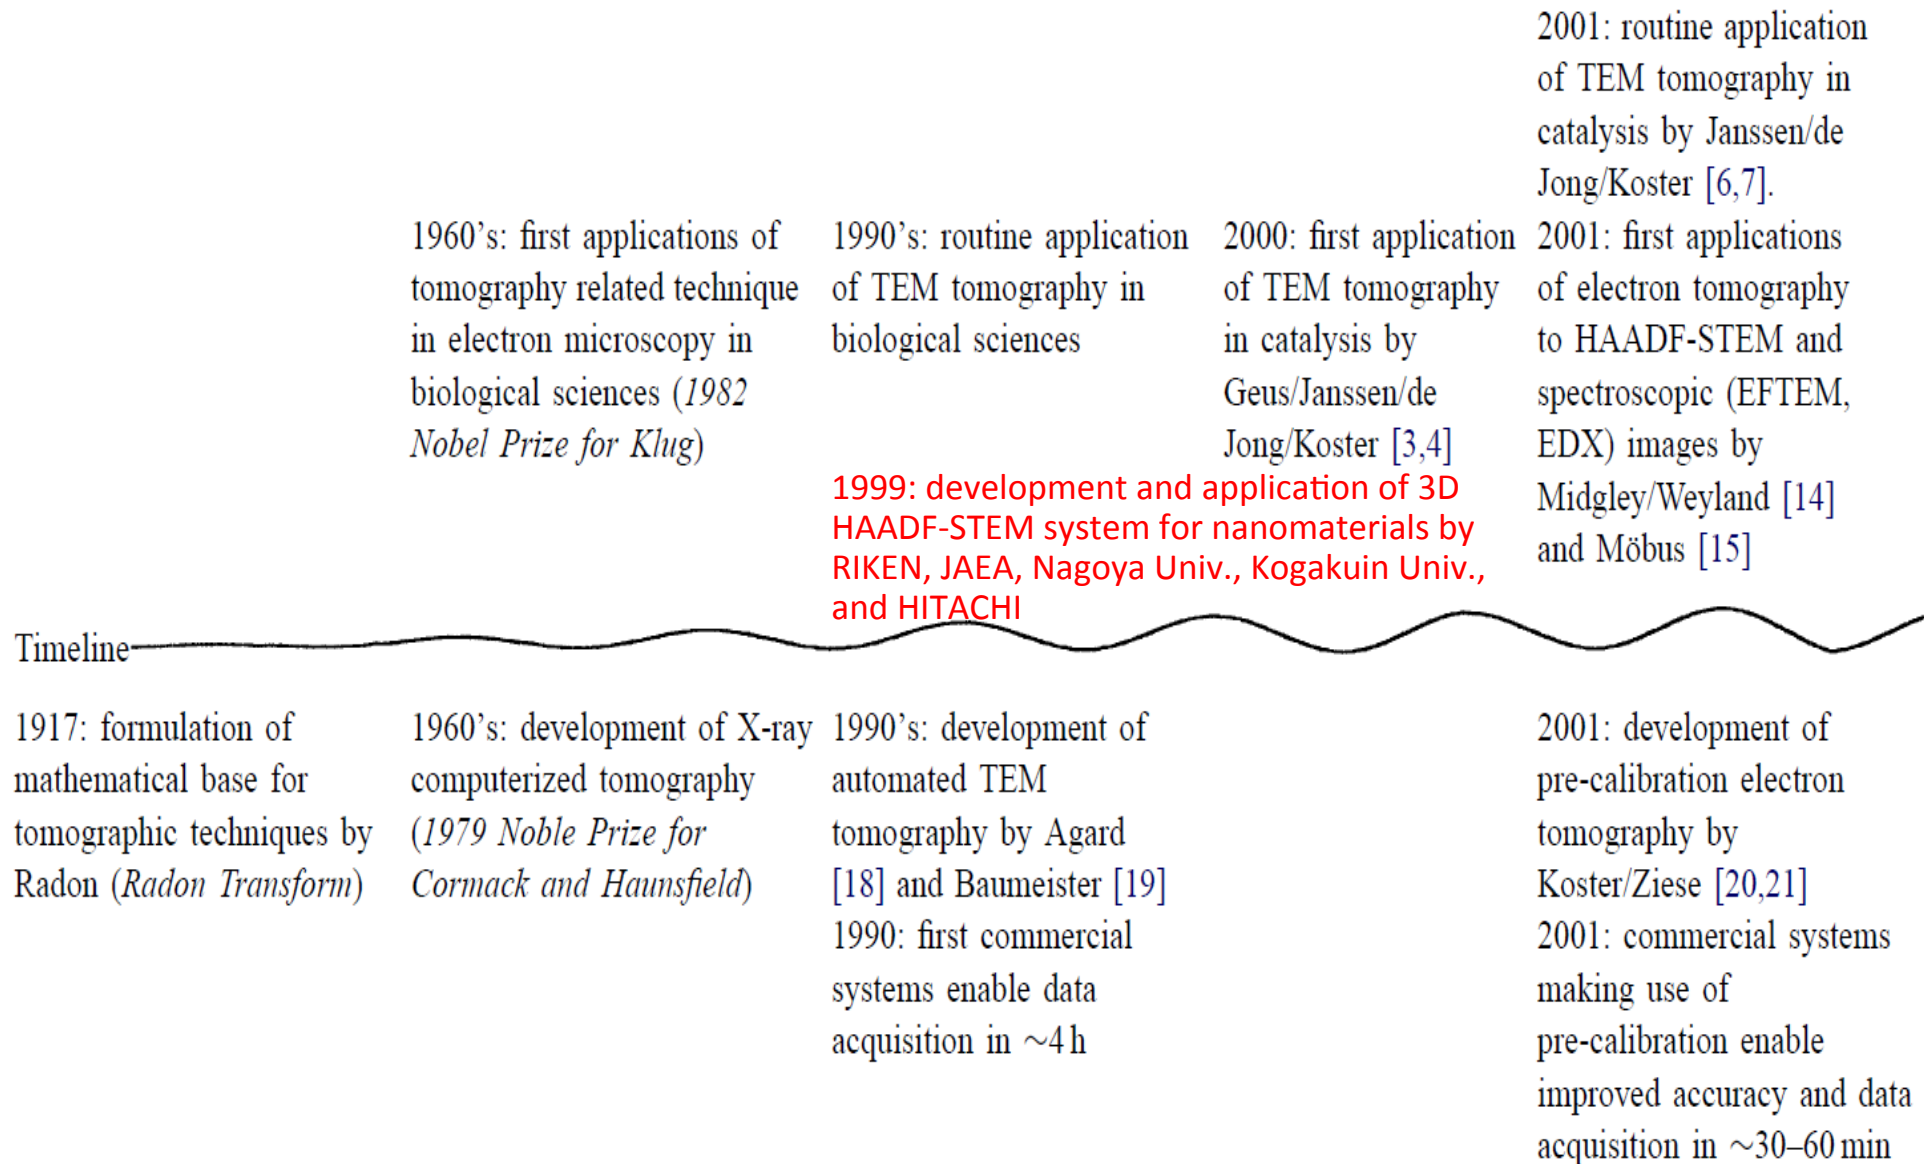 2001: routine application
of TEM tomography in
catalysis by Janssen/de
Jong/Koster [6,7].
1960’s: first applications of
tomography related technique
in electron microscopy in
biological sciences (1982
Nobel Prize for Klug)
1990’s: routine application
of TEM tomography in
biological sciences
2000: first application
of TEM tomography
in catalysis by
Geus/Janssen/de
Jong/Koster [3,4]
2001: first applications
of electron tomography
to HAADF-STEM and
spectroscopic (EFTEM,
EDX) images by
Midgley/Weyland [14]
and Möbus [15]
1999: development and application of 3D
HAADF-STEM system for nanomaterials by
RIKEN, JAEA, Nagoya Univ., Kogakuin Univ.,
and HITACHI
Timeline
1917: formulation of
mathematical base for
tomographic techniques by
Radon (Radon Transform)
1960’s: development of X-ray
computerized tomography
(1979 Noble Prize for
Cormack and Haunsfield)
1990’s: development of
automated TEM
tomography by Agard
[18] and Baumeister [19]
1990: first commercial
systems enable data
acquisition in ~4 h
2001: development of
pre-calibration electron
tomography by
Koster/Ziese [20,21]
2001: commercial systems
making use of
pre-calibration enable
improved accuracy and data
acquisition in ~30–60 min